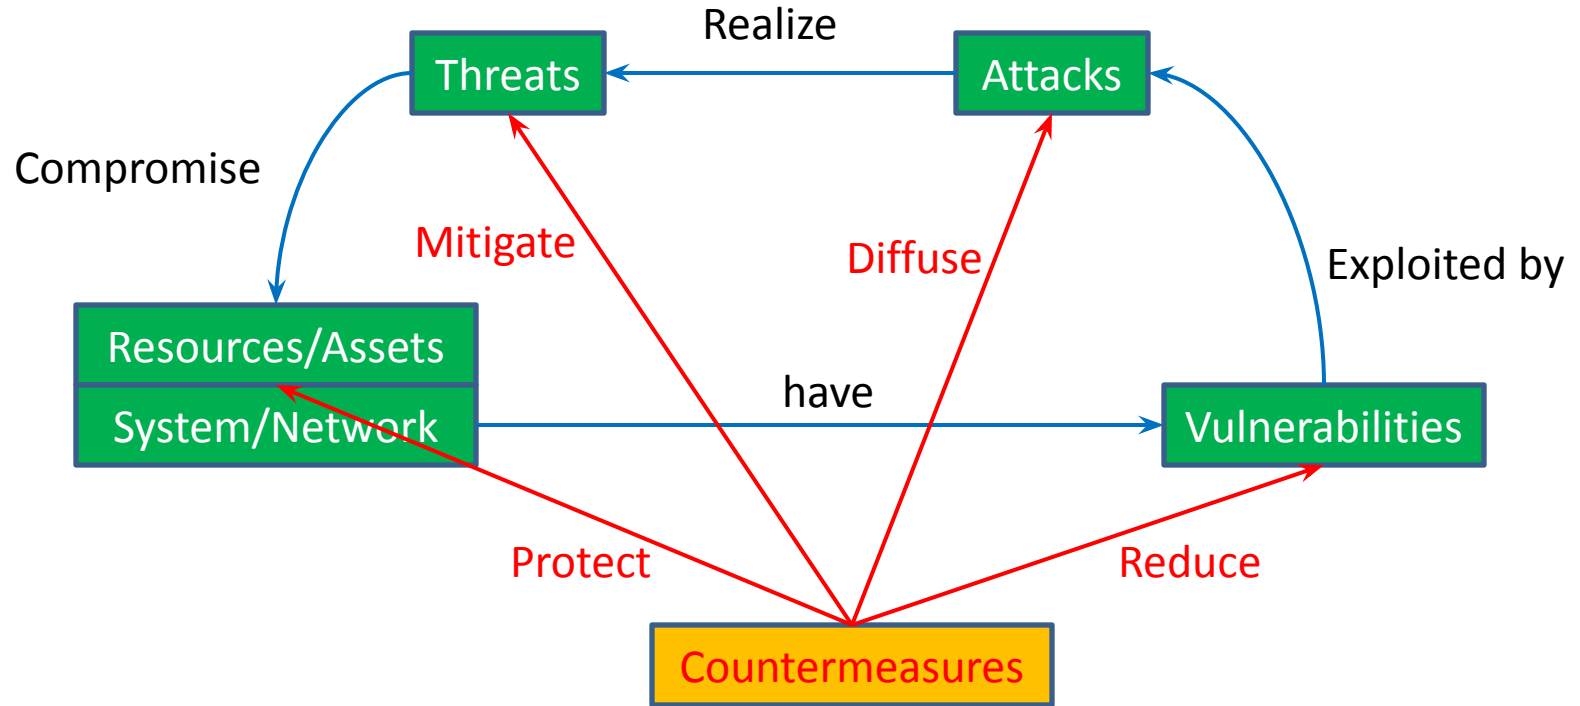 Realize
Threats
Attacks
Compromise
Mitigate
Diffuse
Exploited by
Resources/Assets
have
System/Network
Vulnerabilities
Protect
Reduce
Countermeasures